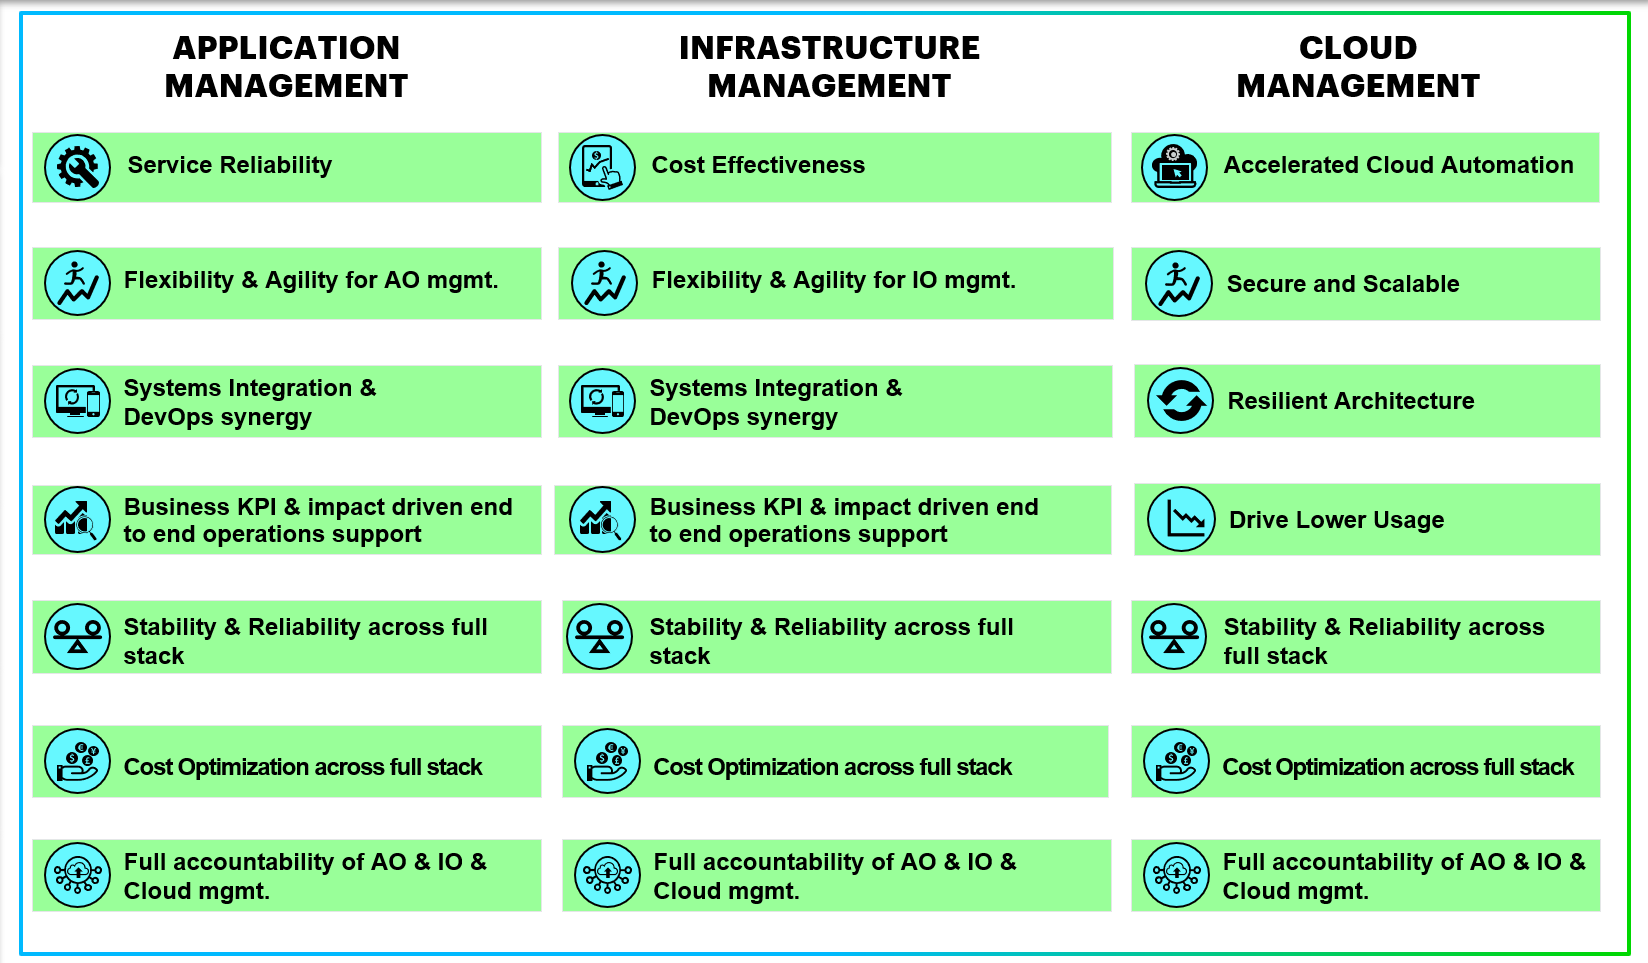 APPLICATION
MANAGEMENT
Service Reliability
Flexibility & Agility for AO mgmt.
Systems Integration &
DevOps synergy
Business KPI & impact driven end
to end operations support
Stability & Reliability across full
stack
Cost Optimization across full stack
Full accountability of AO & IO &
Cloud mgmt.
INFRASTRUCTURE
MANAGEMENT
Cost Effectiveness
Flexibility & Agility for IO mgmt.
Systems Integration &
DevOps synergy
Business KPI & impact driven end
to end operations support
Stability & Reliability across full
stack
Cost Optimization across full stack
Full accountability of AO & IO &
Cloud mgmt.
CLOUD
MANAGEMENT
Accelerated Cloud Automation
Secure and Scalable
Resilient Architecture
Drive Lower Usage
Stability & Reliability across
full stack
Cost Optimization across full stack
Full accountability of AO & IO &
Cloud mgmt.